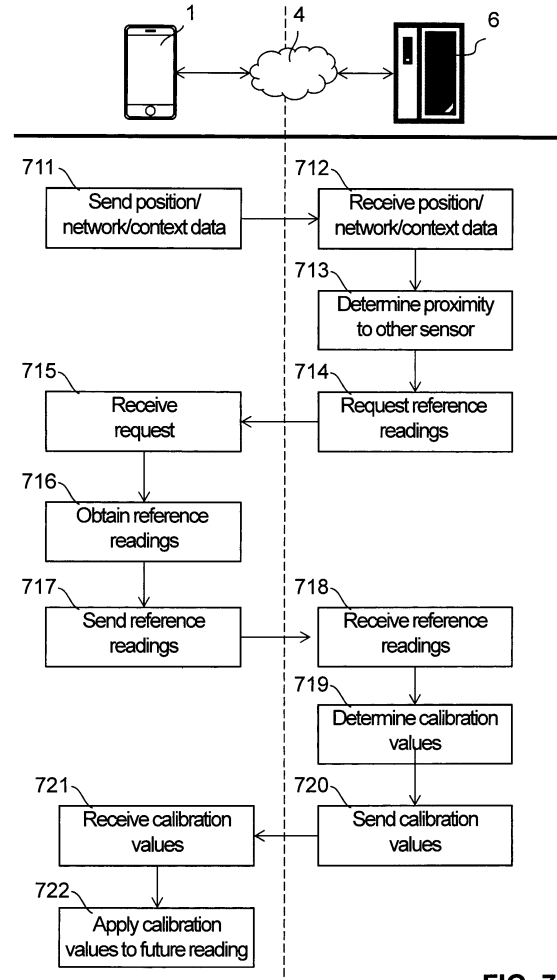 1
4
6
711
Send position/
network/context data
712
Receive position/
network/context data
713
Determine proximity
to other sensor
714
Request reference
readings
715
Receive
request
716
Obtain reference
readings
717
Send reference
readings
718
Receive reference
readings
719
Determine calibration
values
720
Send calibration
values
721
Receive calibration
values
722
Apply calibration
values to future reading
FIG. 7